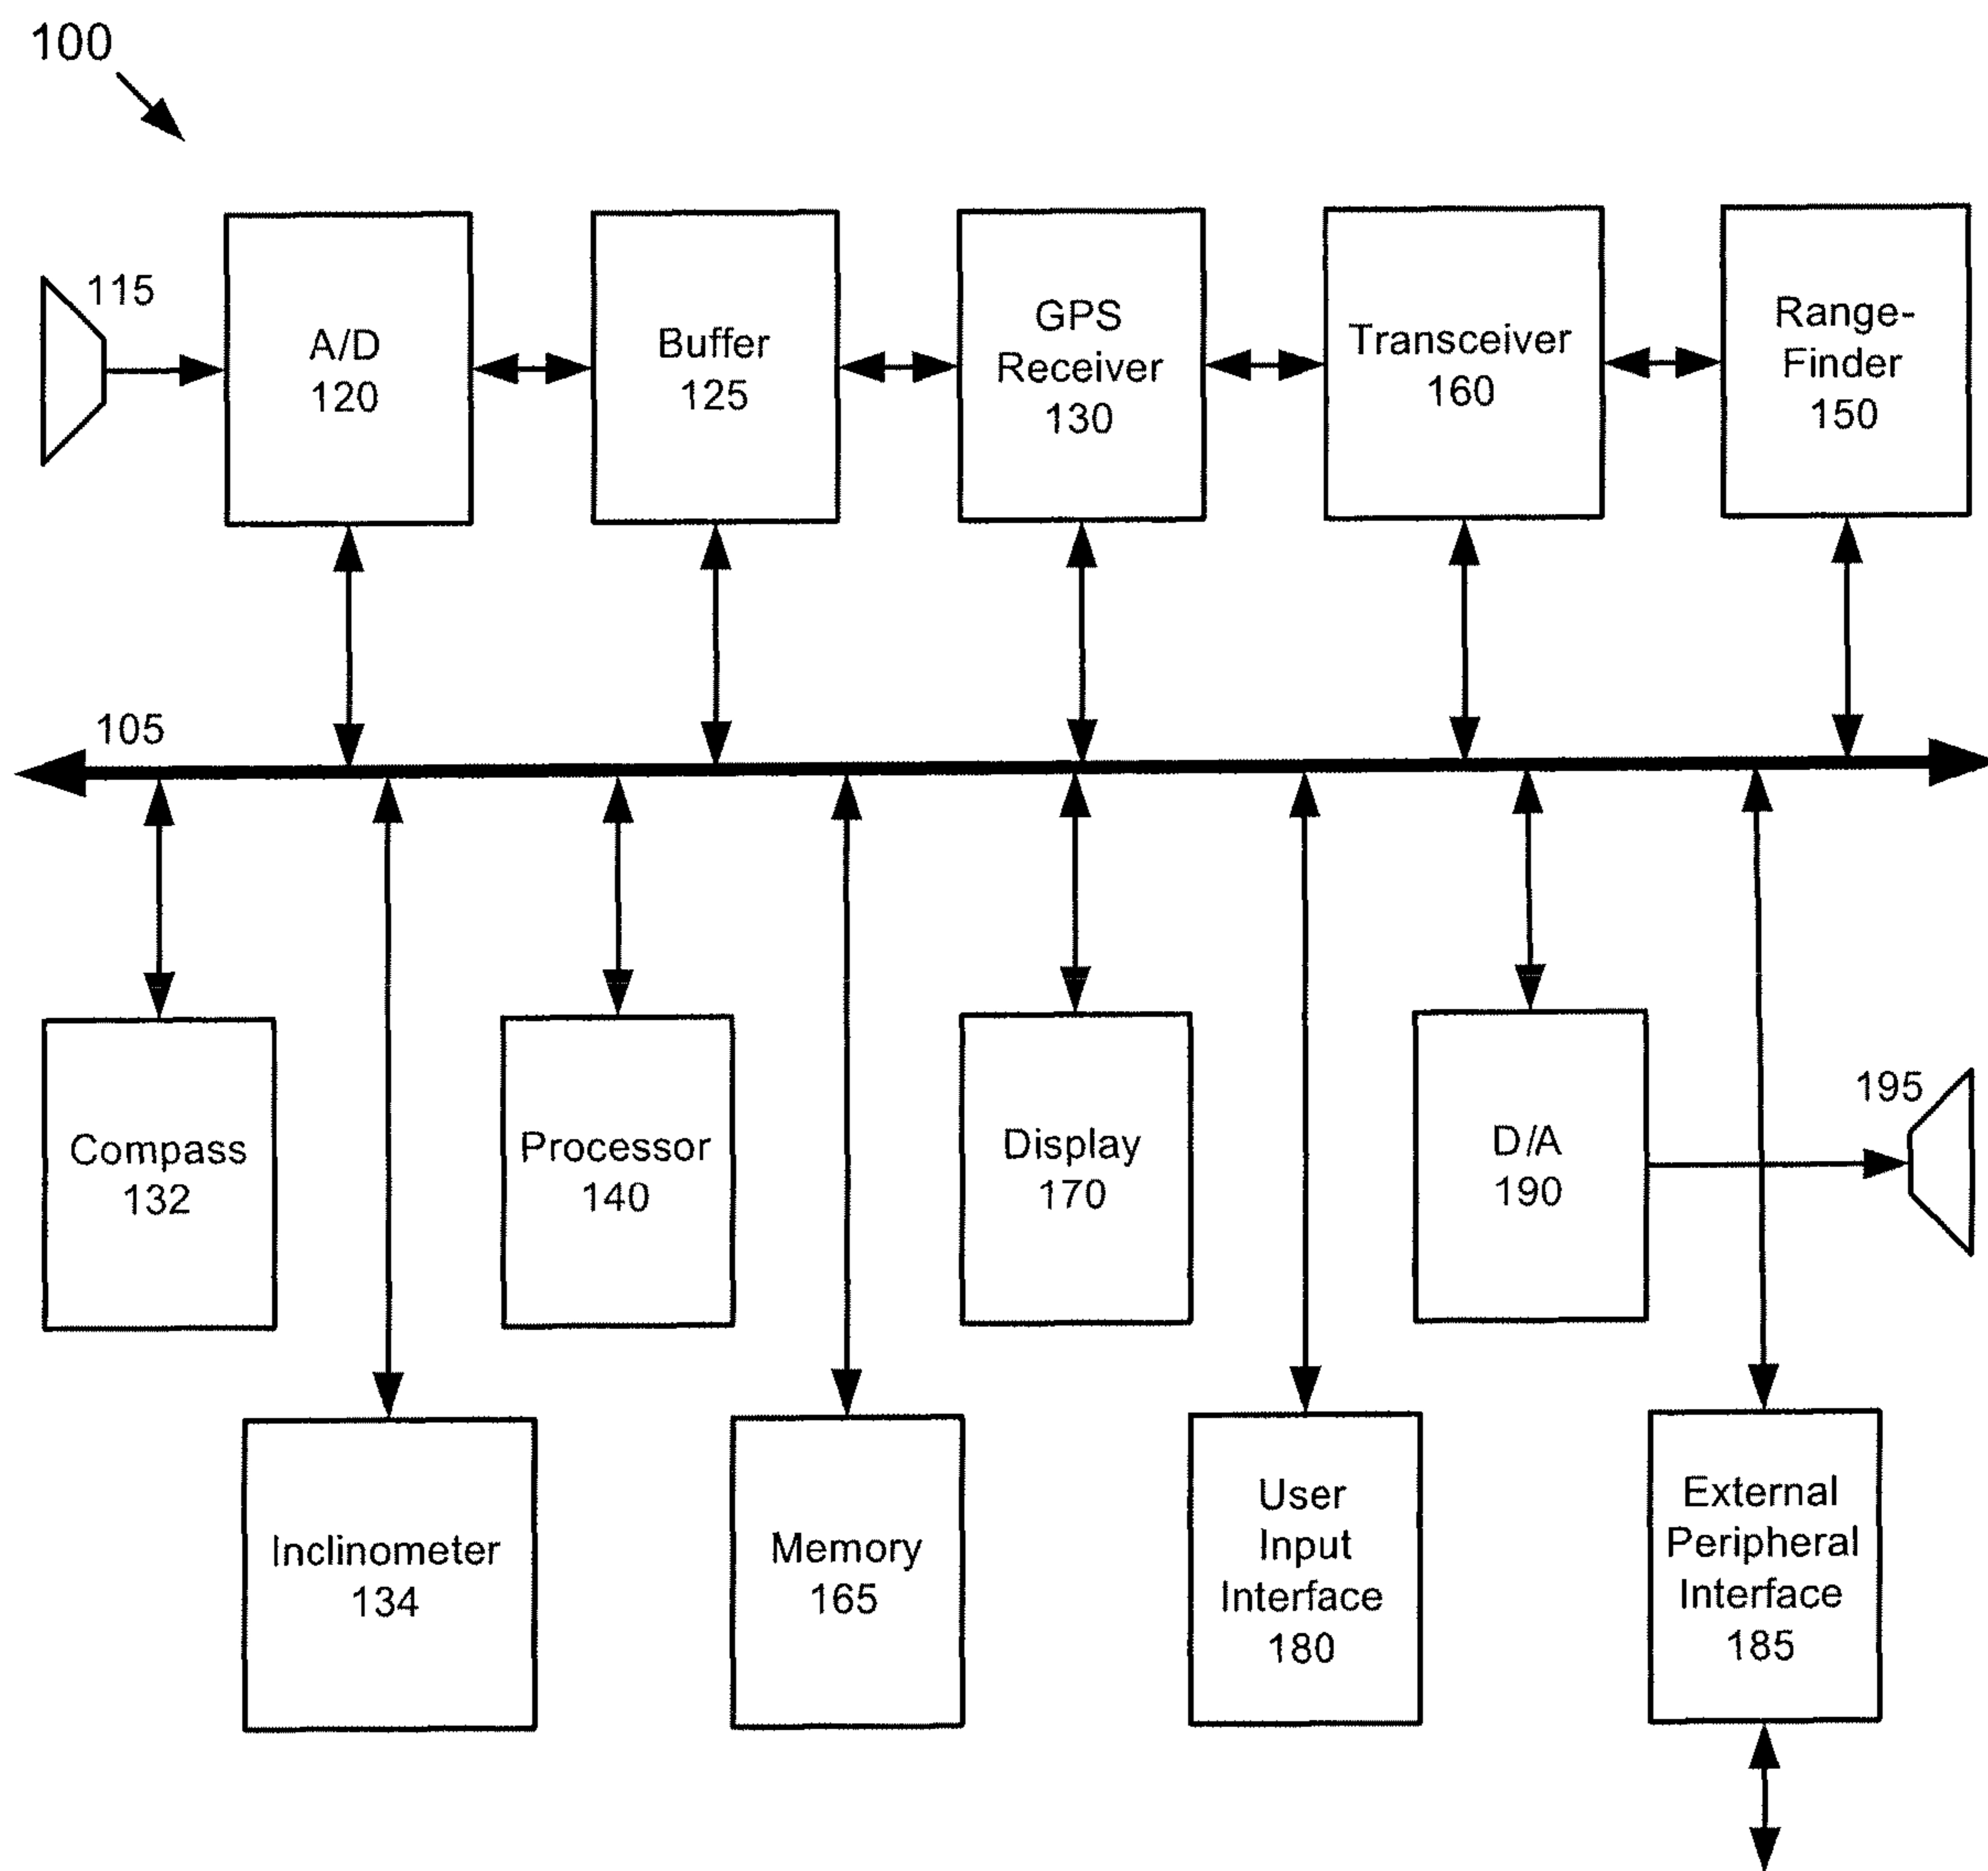 100
115
A/D
120
Buffer
125
GPS
Receiver
130
Transceiver
160
Range-
Finder
150
105
Compass
132
Processor
140
Display
170
D/A
190
195
Inclinometer
134
Memory
165
User
Input
Interface
180
External
Peripheral
Interface
185